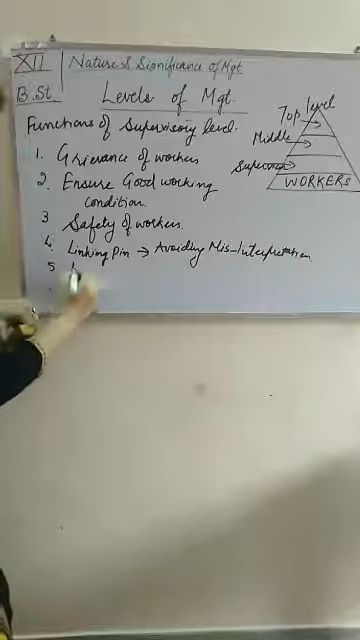 XII
Nature & Significance of Mgt
B.St.
Levels of Mgt.
Functions of Supervisory level.
1. Grievance of workers
2. Ensure Good working
condition.
3 Safety of workers.
4. Linking Pin → Avoiding Mis-Interpretation
5
Top level
Middle
WORKERS